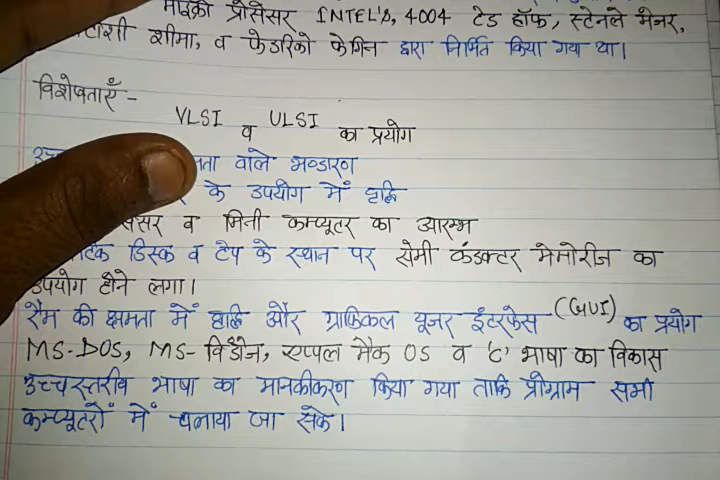 प्रोसेसर INTEL'S, 4004 टेड हॉफ, स्टेनले मेजर,
शीमा, व फेडरिको फेगिन द्वारा निर्मित किया गया था।
विशेषताएँ -
VLSI व ULSI का प्रयोग
वाले भण्डारण
के उपयोग में वृद्धि
व मिनी कम्प्यूटर का आरम्भ
डिस्क व टेप के स्थान पर सेमी कंडक्टर मेमोरीज का
उपयोग होने लगा।
रैम की क्षमता में वृद्धि और ग्राफिकल यूजर इंटरफेस (GUI) का प्रयोग
MS-DOS, MS-विंडोज, एप्पल मैक OS व 'C' भाषा का विकास
उच्चस्तरीय भाषा का मानकीकरण किया गया ताकि प्रोग्राम सभी
कम्प्यूटरों में चलाया जा सके।